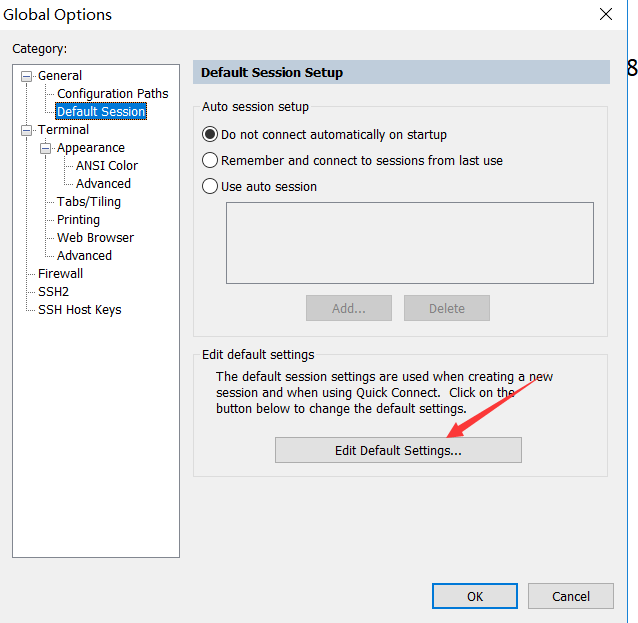 Global Options
8
Category:
General
Configuration Paths
Default Session
Terminal
Appearance
ANSI Color
Advanced
Tabs/Tiling
Printing
Web Browser
Advanced
Firewall
SSH2
SSH Host Keys
Default Session Setup
Auto session setup
Do not connect automatically on startup
Remember and connect to sessions from last use
Use auto session
Add...
Delete
Edit default settings
The default session settings are used when creating a new
session and when using Quick Connect.  Click on the
button below to change the default settings.
Edit Default Settings...
OK
Cancel